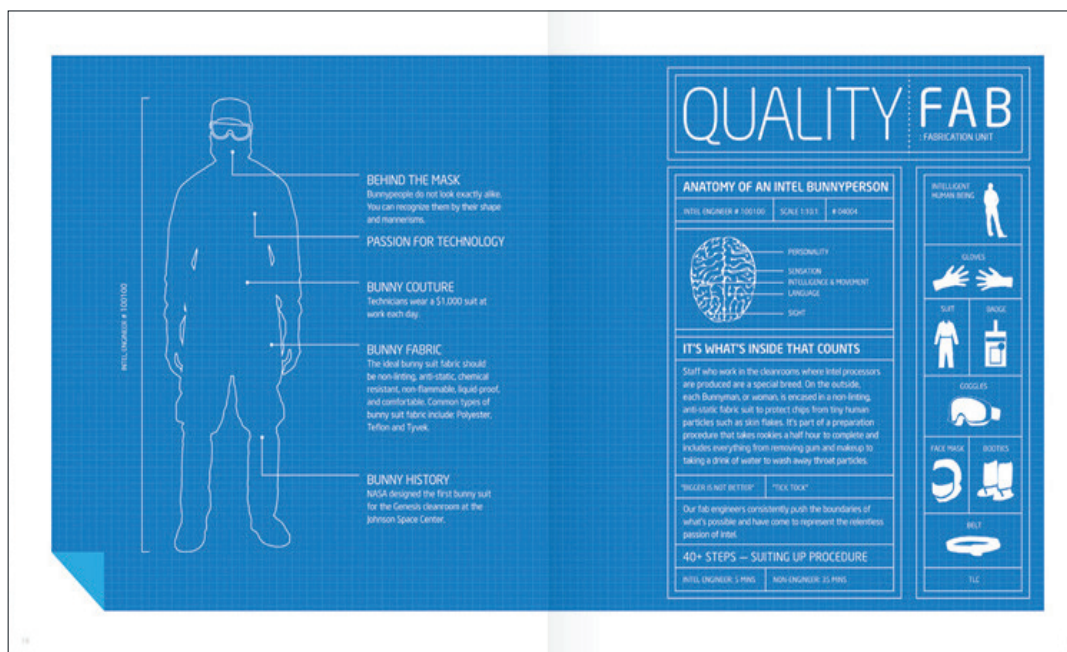 INTEL ENGINEER # 100100
BEHIND THE MASK
Bunnypeople do not look exactly alike.
You can recognize them by their shape
and mannerisms.
PASSION FOR TECHNOLOGY
BUNNY COUTURE
Technicians wear a $1,000 suit at
work each day.
BUNNY FABRIC
The ideal bunny suit fabric should
be non-linting, anti-static, chemical
resistant, non-flammable, liquid-proof,
and comfortable. Common types of
bunny suit fabric include: Polyester,
Teflon and Tyvek.
BUNNY HISTORY
NASA designed the first bunny suit
for the Genesis cleanroom at the
Johnson Space Center.
QUALITY FAB
: FABRICATION UNIT
ANATOMY OF AN INTEL BUNNYPERSON
INTEL ENGINEER # 100100
SCALE 1:10.1
# 04004
PERSONALITY
SENSATION
INTELLIGENCE & MOVEMENT
LANGUAGE
SIGHT
IT'S WHAT'S INSIDE THAT COUNTS
Staff who work in the cleanrooms where Intel processors
are produced are a special breed. On the outside,
each Bunnyman, or woman, is encased in a non-linting,
anti-static fabric suit to protect chips from tiny human
particles such as skin flakes. It's part of a preparation
procedure that takes rookies a half hour to complete and
includes everything from removing gum and makeup to
taking a drink of water to wash away throat particles.
"BIGGER IS NOT BETTER"
"TICK TOCK"
Our fab engineers consistently push the boundaries of
what's possible and have come to represent the relentless
passion of intel.
40+ STEPS — SUITING UP PROCEDURE
INTEL ENGINEER: 5 MINS
NON-ENGINEER: 35 MINS
INTELLIGENT
HUMAN BEING
GLOVES
SUIT
BADGE
GOGGLES
FACE MASK
BOOTIES
BELT
TLC